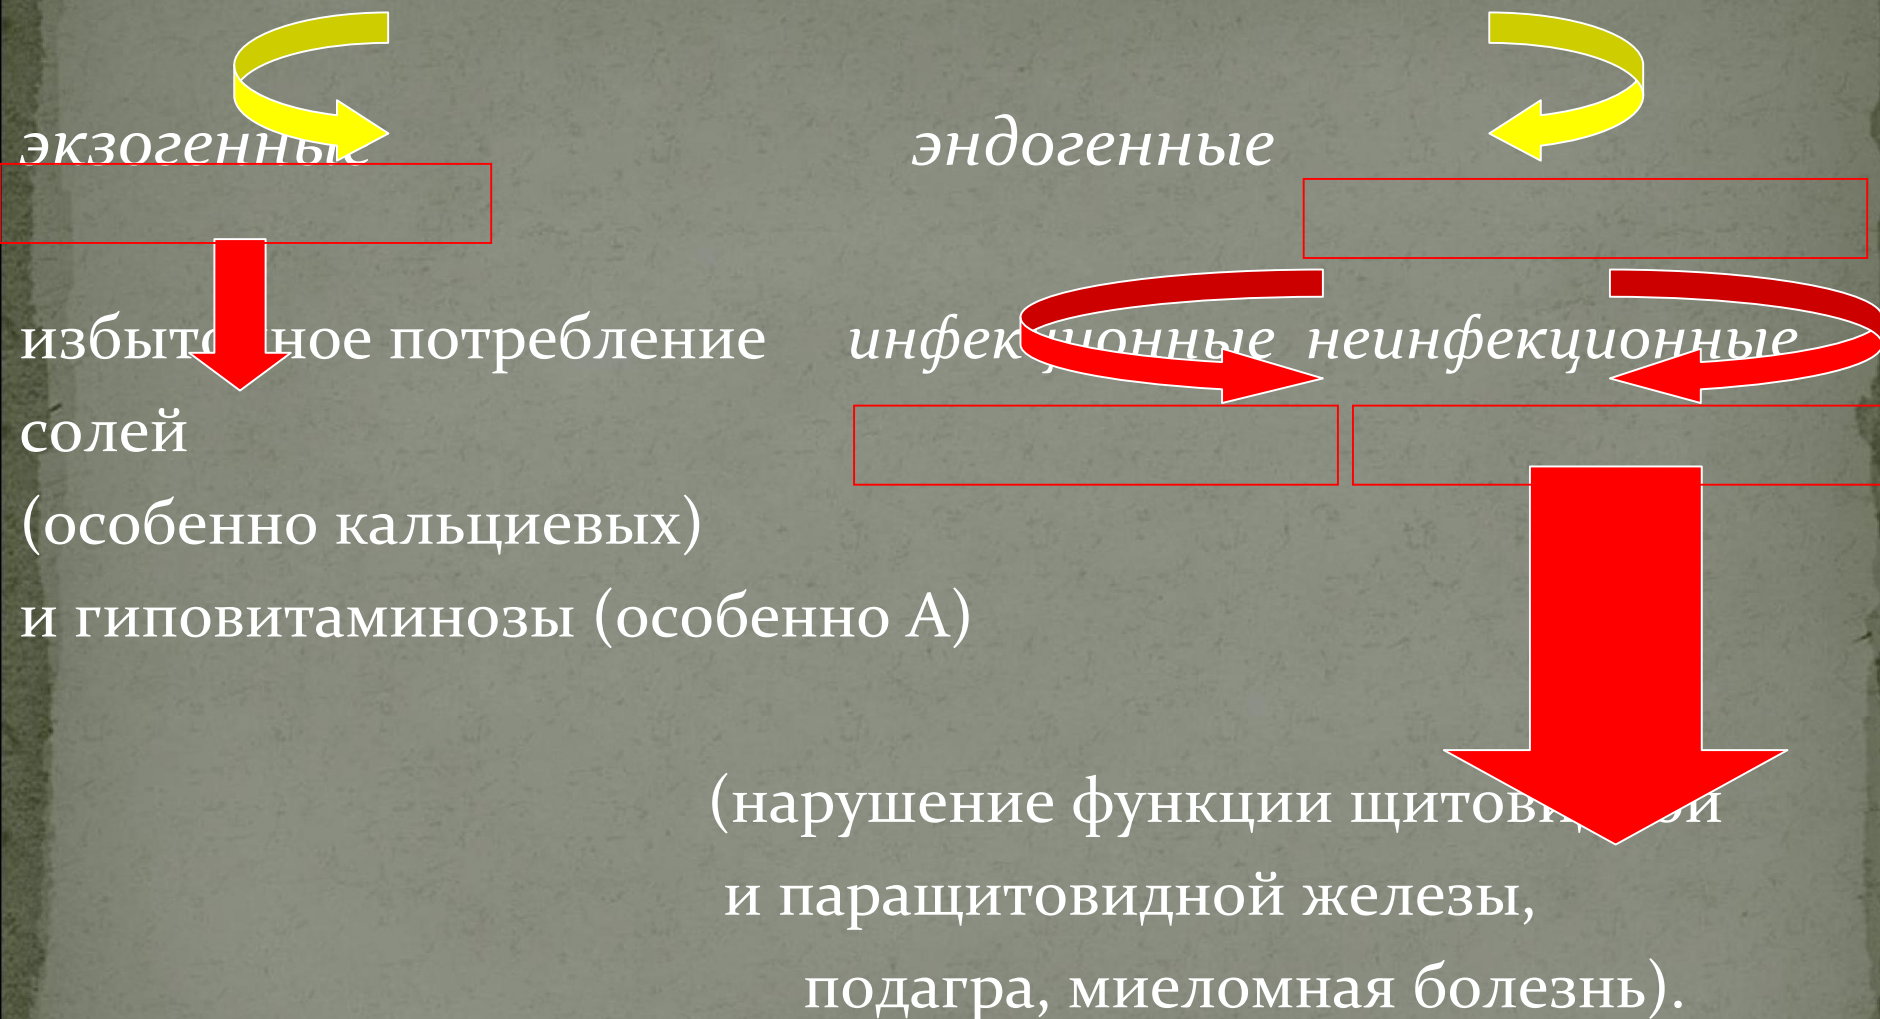 экзогенные эндогенные
избыточное потребление инфекционные неинфекционные
солей
(особенно кальциевых)
и гиповитаминозы (особенно А)
(нарушение функции щитовидной
и паращитовидной железы,
подагра, миеломная болезнь).